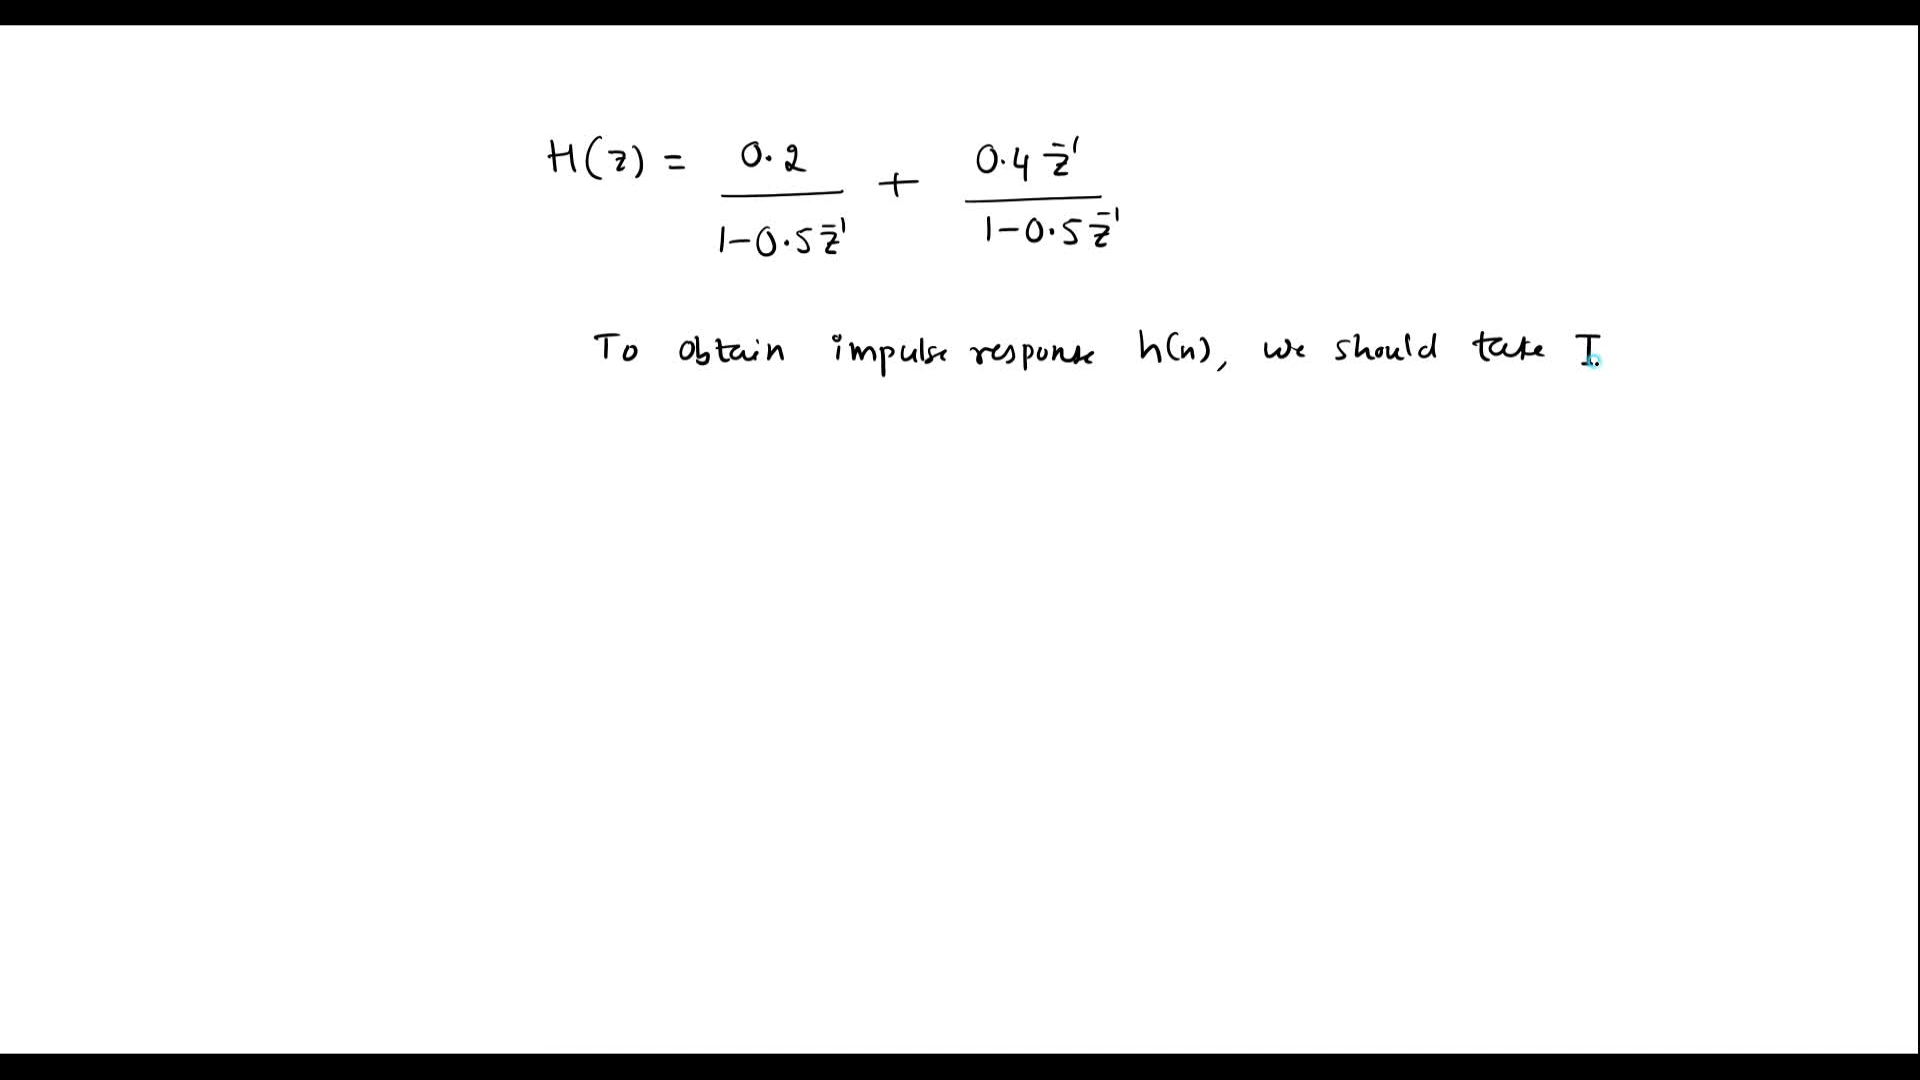 H(z) = 0.2 / (1-0.5z⁻¹) + 0.4z⁻¹ / (1-0.5z⁻¹)
To obtain impulse response h(n), we should take I